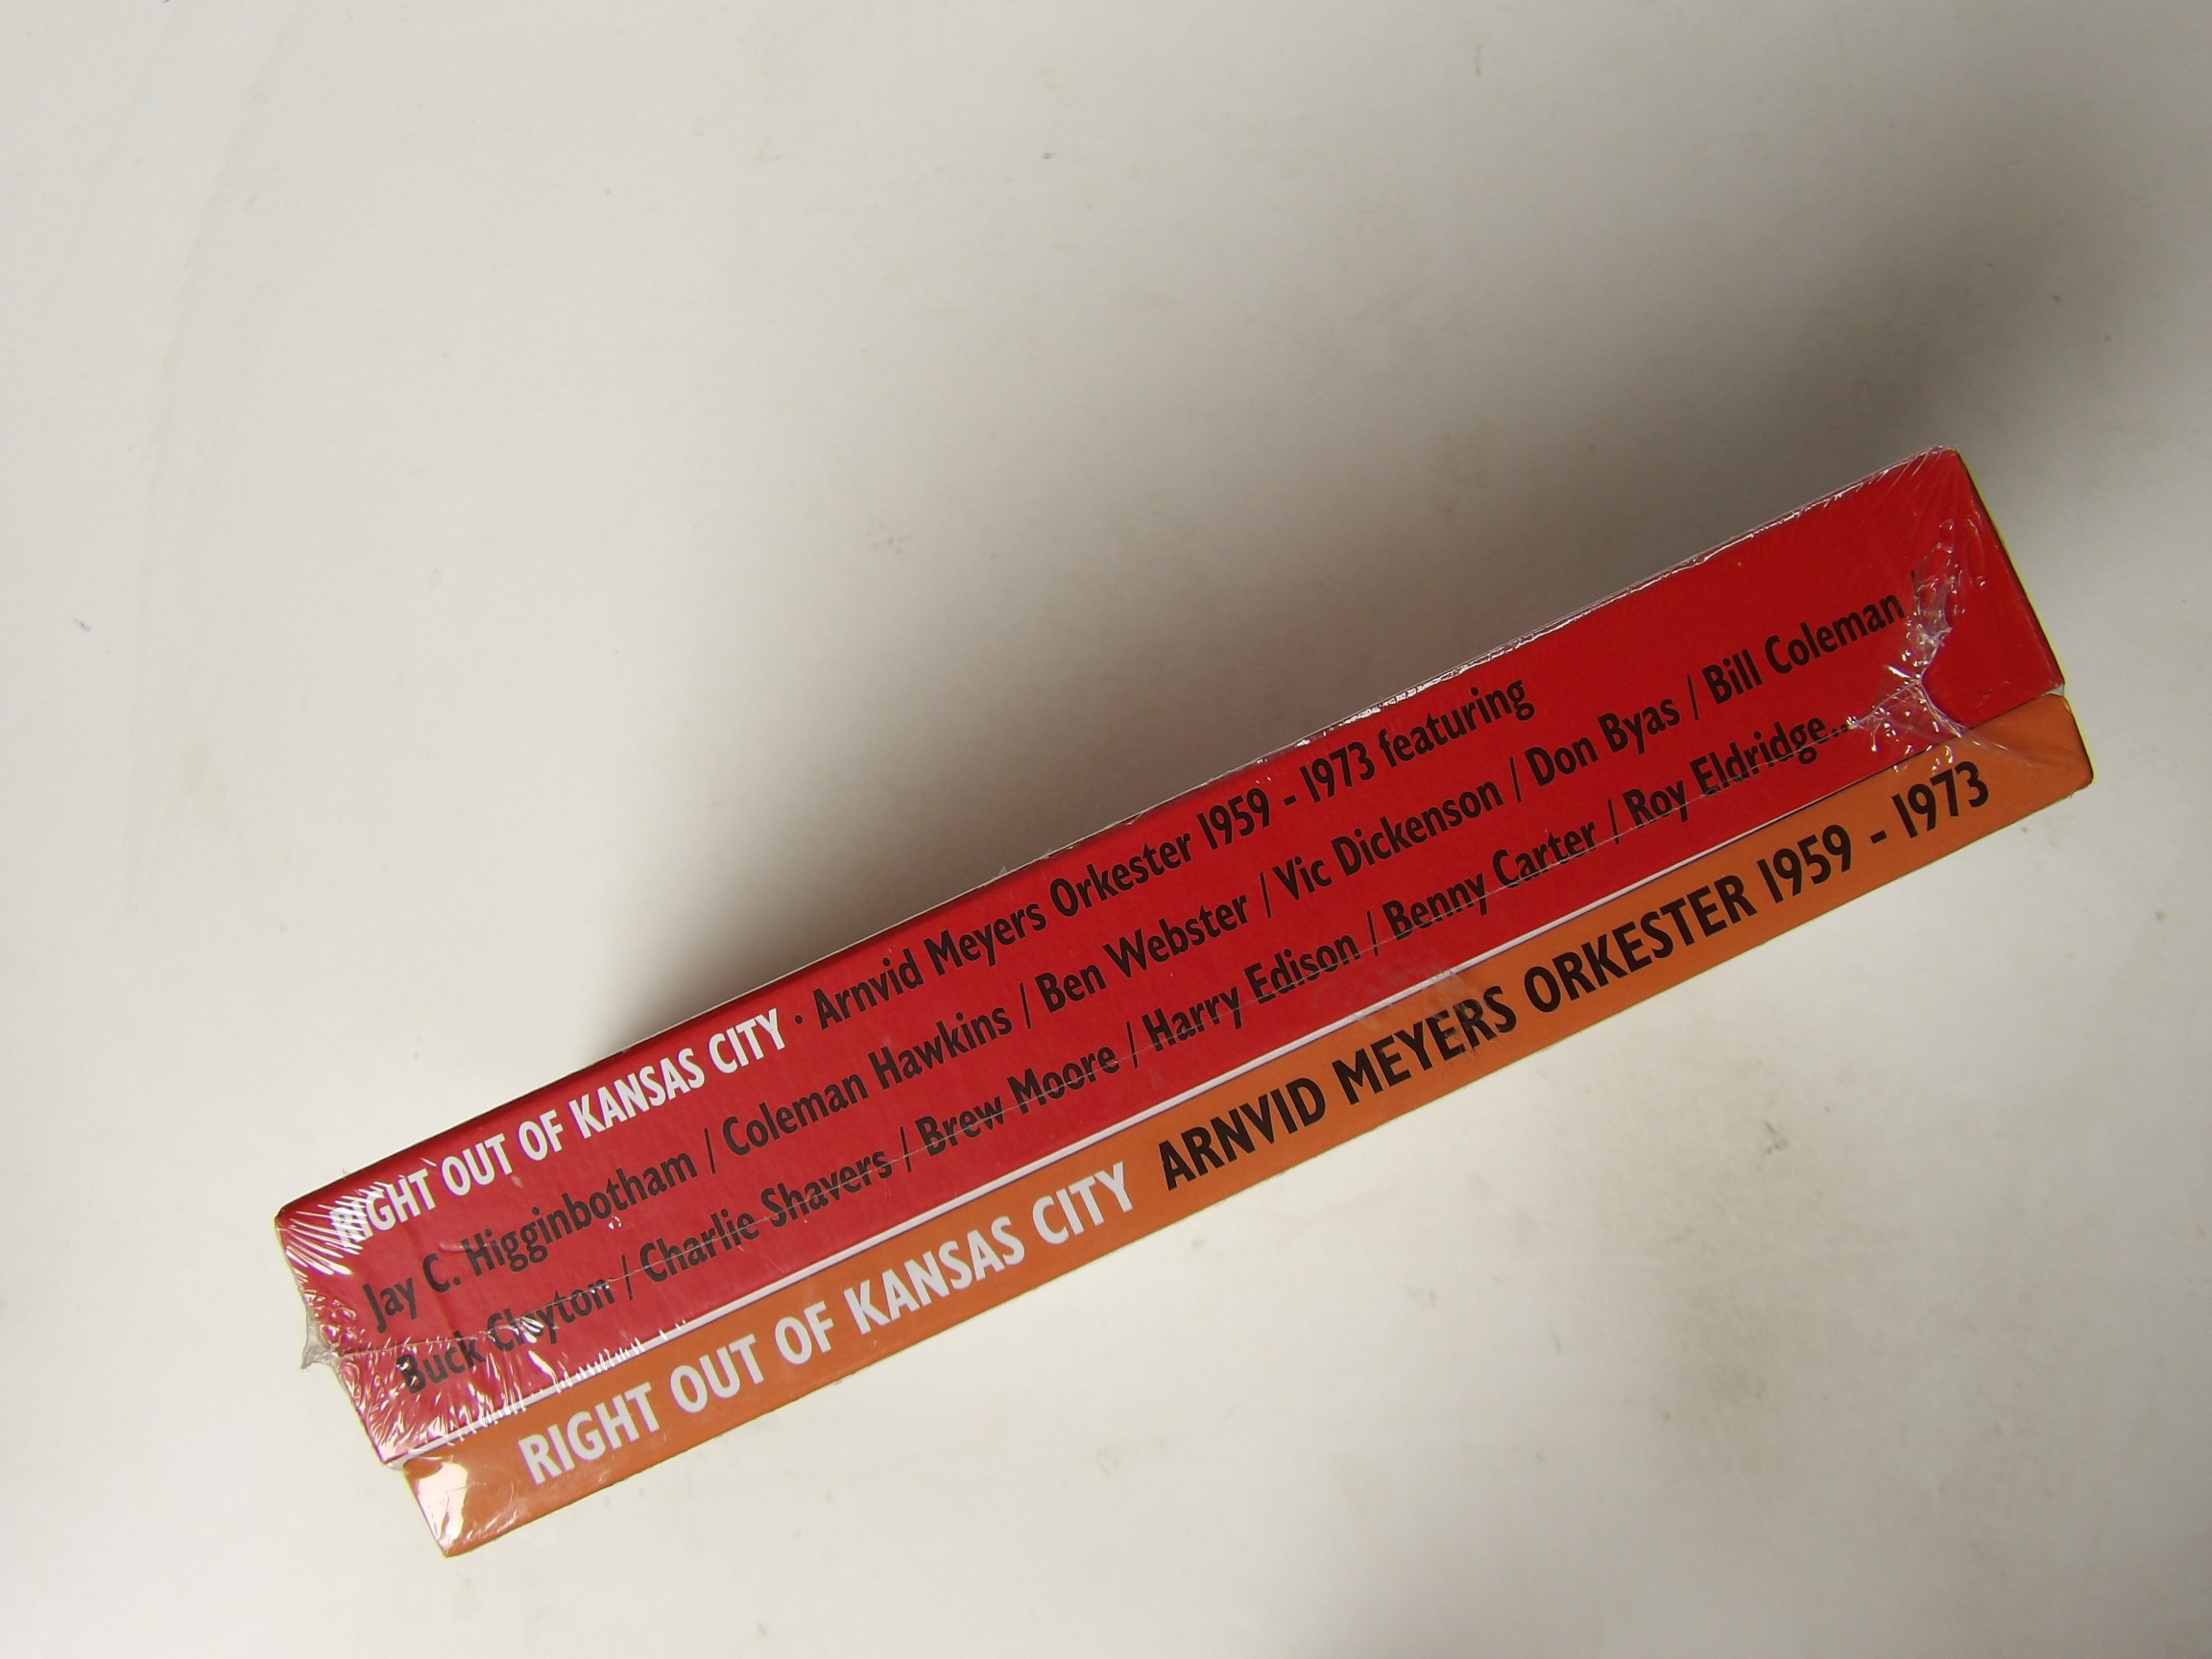 RIGHT OUT OF KANSAS CITY · Arnvid Meyers Orkester 1959 - 1973 featuring
Jay C. Higginbotham / Coleman Hawkins / Ben Webster / Vic Dickenson / Don Byas / Bill Coleman /
Buck Clayton / Charlie Shavers / Brew Moore / Harry Edison / Benny Carter / Roy Eldridge...
RIGHT OUT OF KANSAS CITY ARNVID MEYERS ORKESTER 1959 - 1973